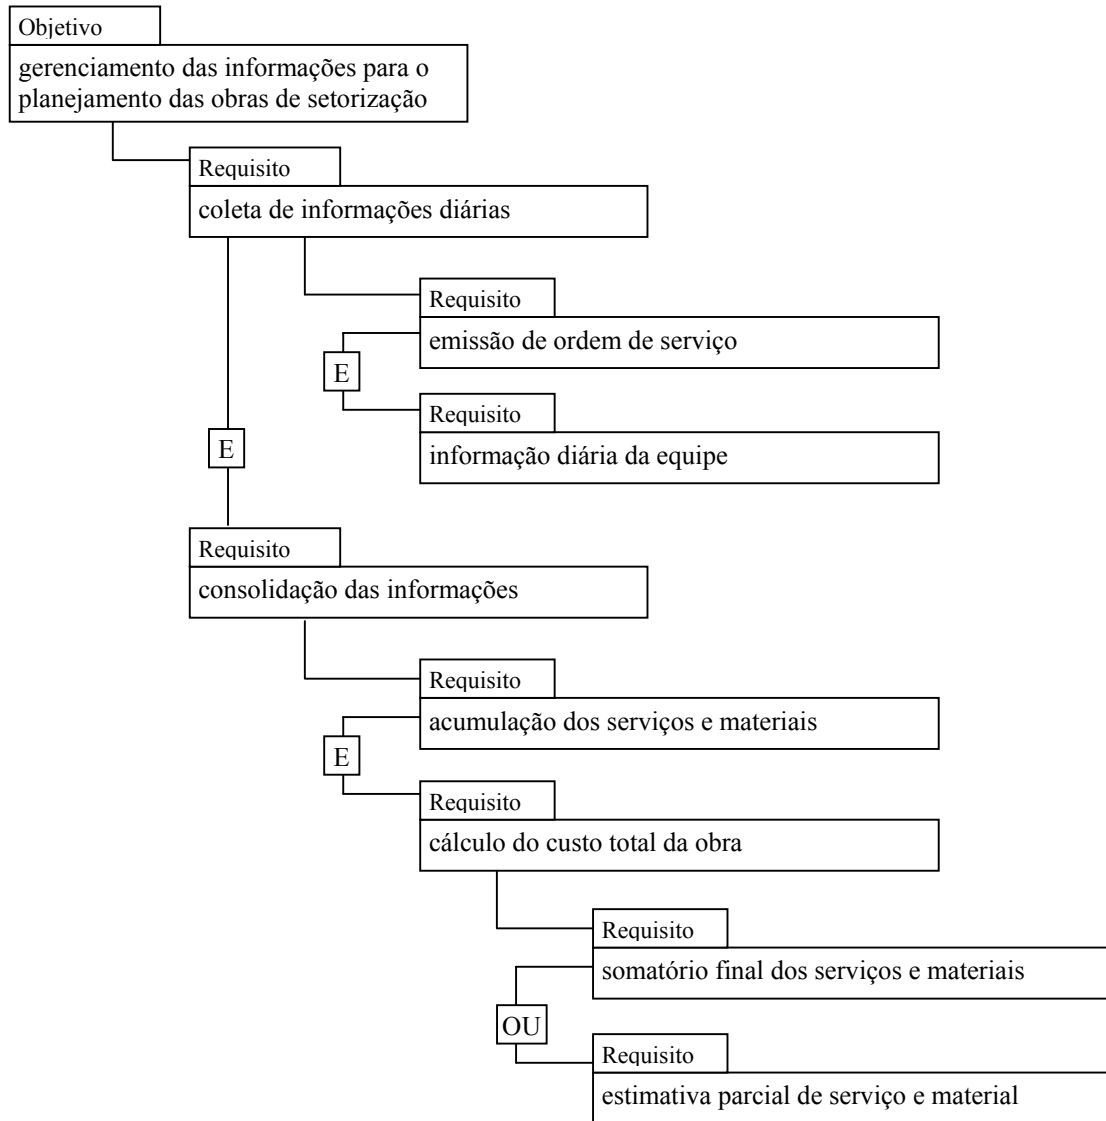 Objetivo
gerenciamento das informações para o
planejamento das obras de setorização
Requisito
coleta de informações diárias
Requisito
emissão de ordem de serviço
E
Requisito
informação diária da equipe
E
Requisito
consolidação das informações
Requisito
acumulação dos serviços e materiais
E
Requisito
cálculo do custo total da obra
Requisito
somatório final dos serviços e materiais
OU
Requisito
estimativa parcial de serviço e material